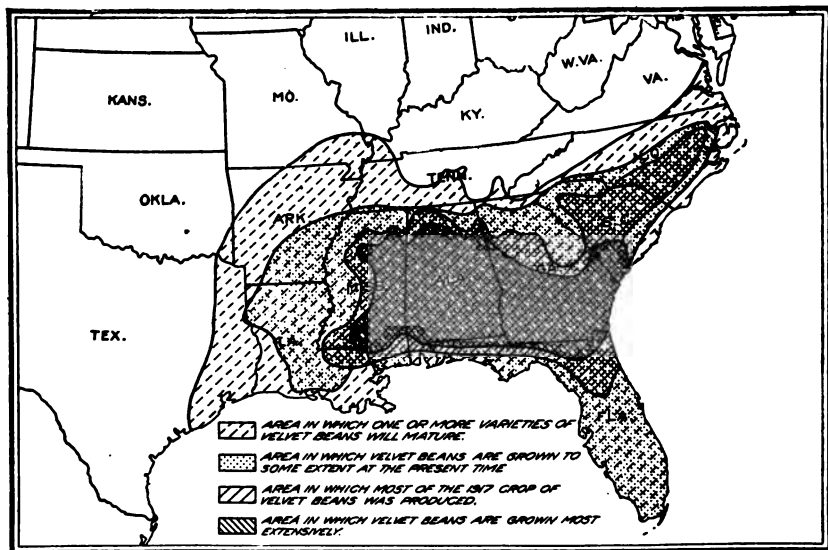 ILL.
IND.
W.VA.
VA.
KANS.
MO.
KY.
TENN.
OKLA.
ARK
TEX.
LA.
FLA.
AREA IN WHICH ONE OR MORE VARIETIES OF
VELVET BEANS WILL MATURE.
AREA IN WHICH VELVET BEANS ARE GROWN TO
SOME EXTENT AT THE PRESENT TIME
AREA IN WHICH MOST OF THE 1917 CROP OF
VELVET BEANS WAS PRODUCED.
AREA IN WHICH VELVET BEANS ARE GROWN MOST
EXTENSIVELY.